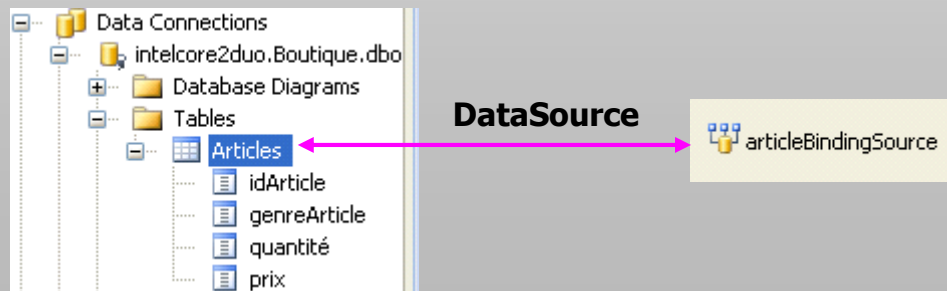 Data Connections
intelcore2duo.Boutique.dbo
Database Diagrams
Tables
Articles
idArticle
genreArticle
quantité
prix
DataSource
articleBindingSource